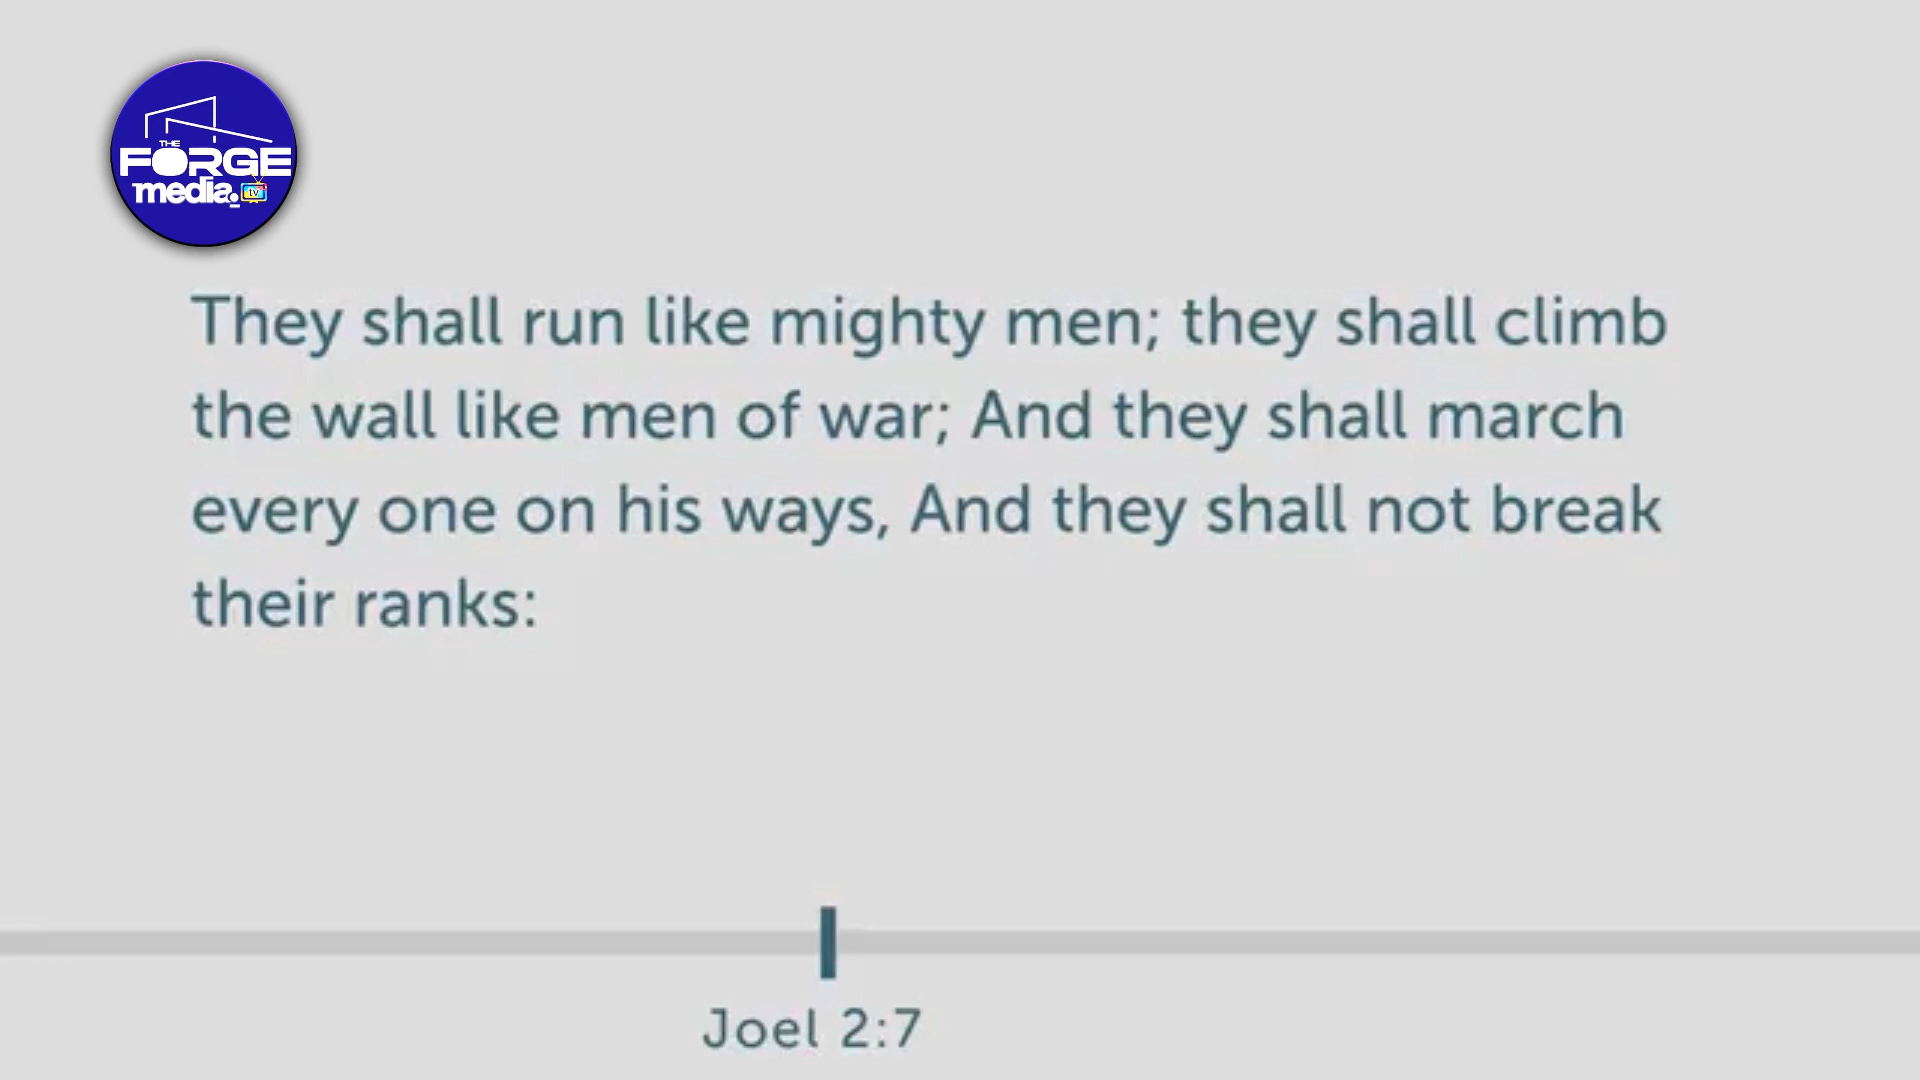 THE
FORGE
media.
tv
They shall run like mighty men; they shall climb
the wall like men of war; And they shall march
every one on his ways, And they shall not break
their ranks:
Joel 2:7